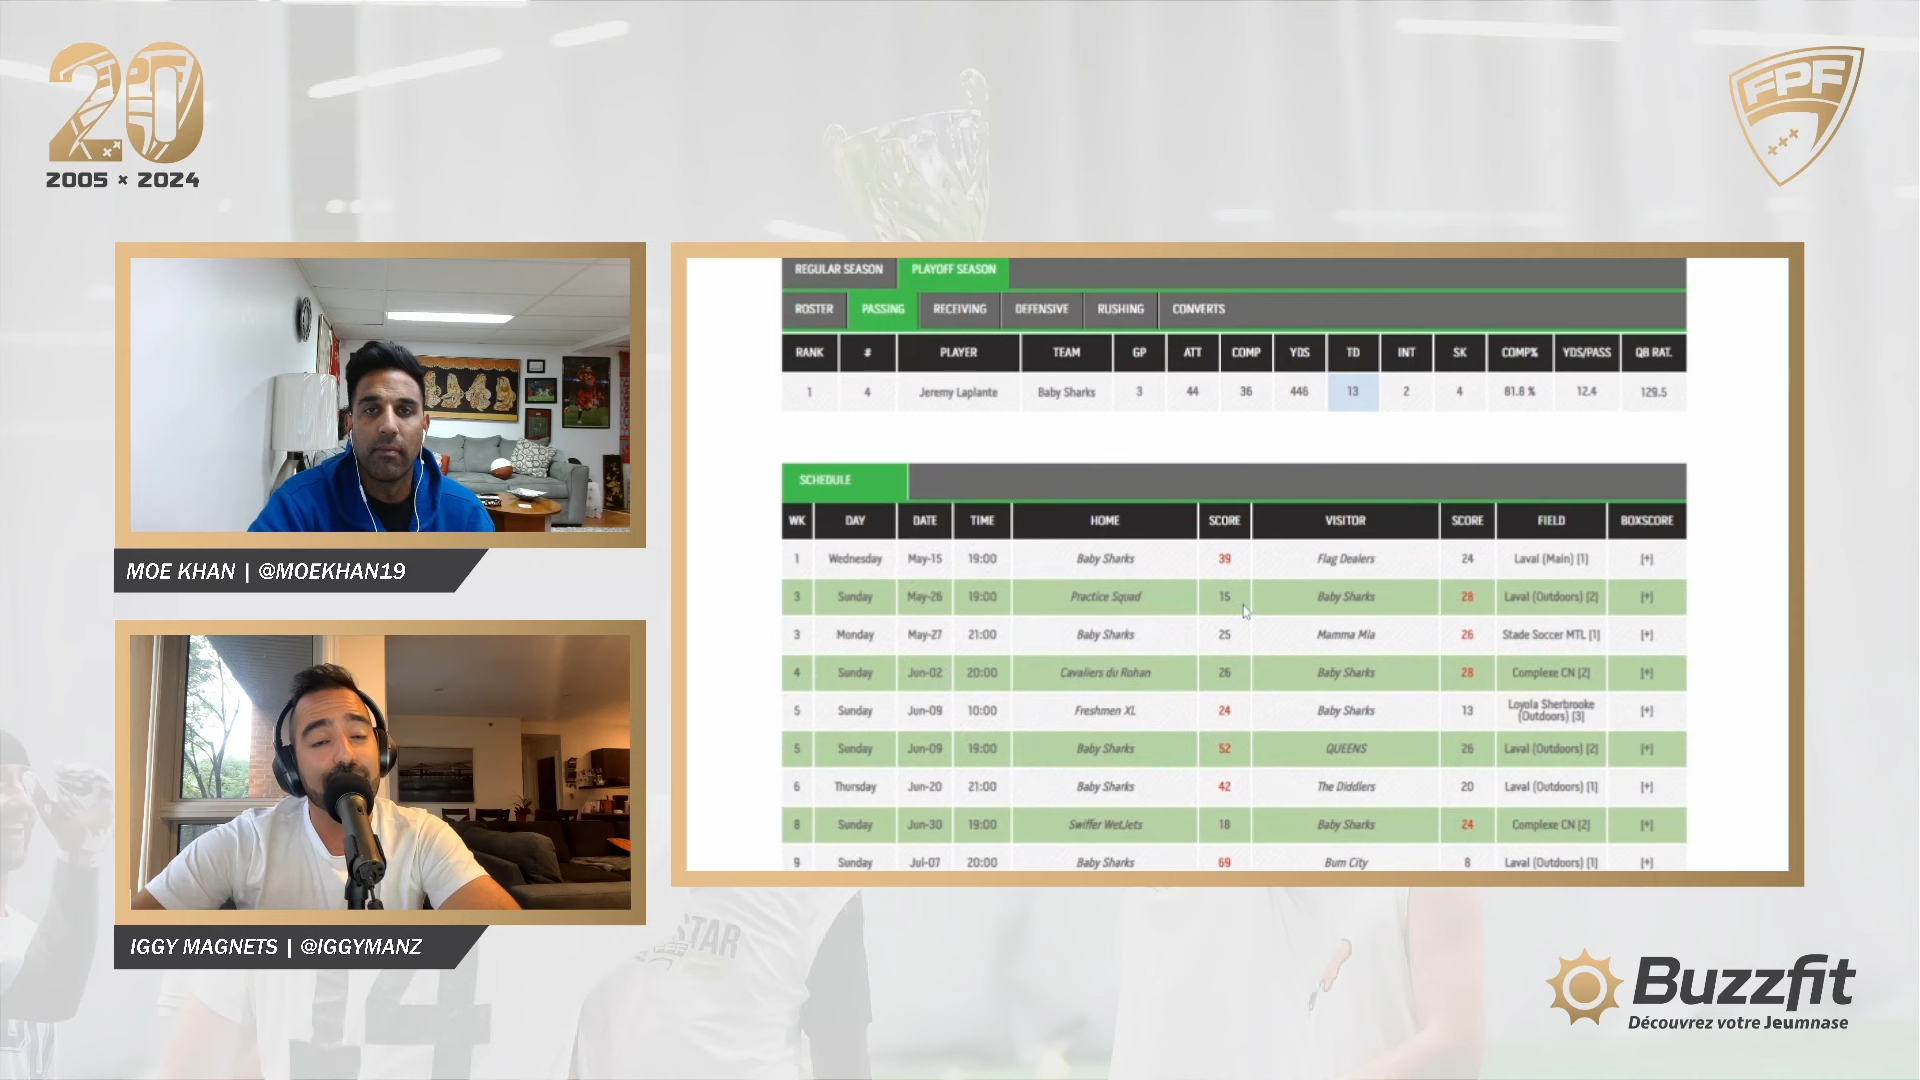 20
2005 × 2024
FPF
REGULAR SEASON PLAYOFF SEASON
ROSTER PASSING RECEIVING DEFENSIVE RUSHING CONVERTS
RANK # PLAYER TEAM GP ATT COMP YDS TD INT SK COMP% YDS/PASS QB RAT.
1 4 Jeremy Laplante Baby Sharks 3 44 36 446 13 2 4 81.8 % 12.4 129.5
SCHEDULE
WK DAY DATE TIME HOME SCORE VISITOR SCORE FIELD BOXSCORE
1 Wednesday May-15 19:00 Baby Sharks 39 Flag Dealers 24 Laval (Main) [1] [+]
3 Sunday May-26 19:00 Practice Squad 15 Baby Sharks 28 Laval (Outdoors) [2] [+]
3 Monday May-27 21:00 Baby Sharks 25 Mamma Mia 26 Stade Soccer MTL [1] [+]
4 Sunday Jun-02 20:00 Cavaliers du Rohan 26 Baby Sharks 28 Complexe CN [2] [+]
5 Sunday Jun-09 10:00 Freshmen XL 24 Baby Sharks 13 Loyola Sherbrooke (Outdoors) [3] [+]
5 Sunday Jun-09 19:00 Baby Sharks 52 QUEENS 26 Laval (Outdoors) [2] [+]
6 Thursday Jun-20 21:00 Baby Sharks 42 The Diddlers 20 Laval (Outdoors) [1] [+]
8 Sunday Jun-30 19:00 Swiffer WetJets 18 Baby Sharks 24 Complexe CN [2] [+]
9 Sunday Jul-07 20:00 Baby Sharks 69 Bum City 8 Laval (Outdoors) [1] [+]
MOE KHAN | @MOEKHAN19
IGGY MAGNETS | @IGGYMANZ
STAR
14
Buzzfit
Découvrez votre Jeumnase